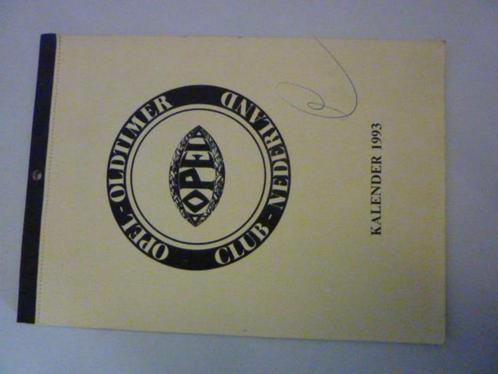 OPEL-OLDTIMER
CLUB-NEDERLAND
OPEL
KALENDER 1993